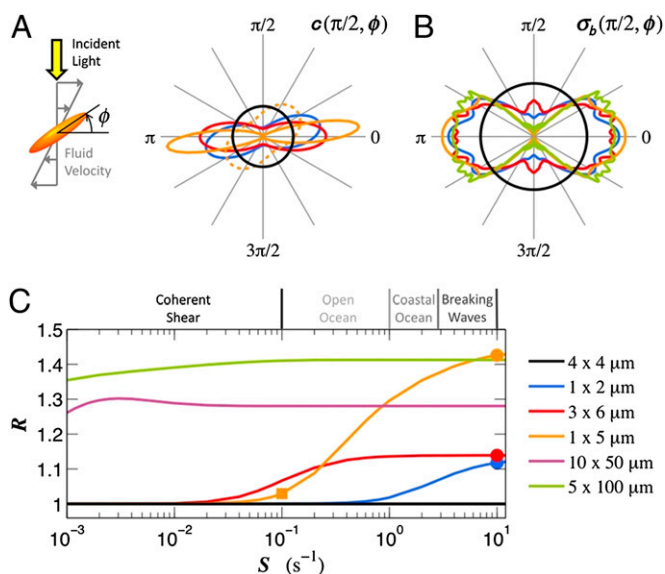 A
Incident
Light
ϕ
Fluid
Velocity
π/2
c(π/2, ϕ)
π
0
3π/2
B
π/2
σb(π/2, ϕ)
π
0
3π/2
C
Coherent
Shear
Open
Ocean
Coastal
Ocean
Breaking
Waves
1.5
1.4
1.3
1.2
1.1
1
R
10⁻³
10⁻²
10⁻¹
10⁰
10¹
S (s⁻¹)
4 x 4 μm
1 x 2 μm
3 x 6 μm
1 x 5 μm
10 x 50 μm
5 x 100 μm